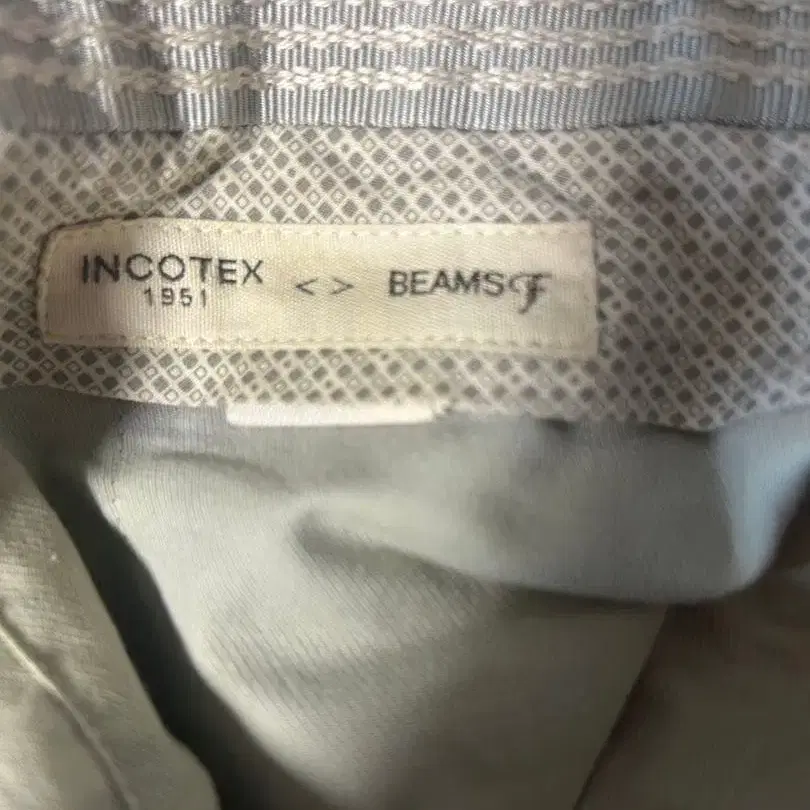 INCOTEX < > BEAMS F
1951